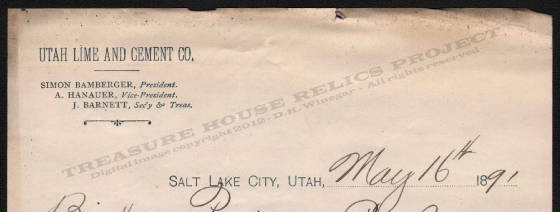 UTAH LIME AND CEMENT CO,
SIMON BAMBERGER, President.
A. HANAUER, Vice-President.
J. BARNETT, Sec'y & Treas.
TREASURE HOUSE RELICS PROJECT
Digital image copyright 2012 - D.K. Winegar - All rights reserved
SALT LAKE CITY, UTAH, May 16th 1891